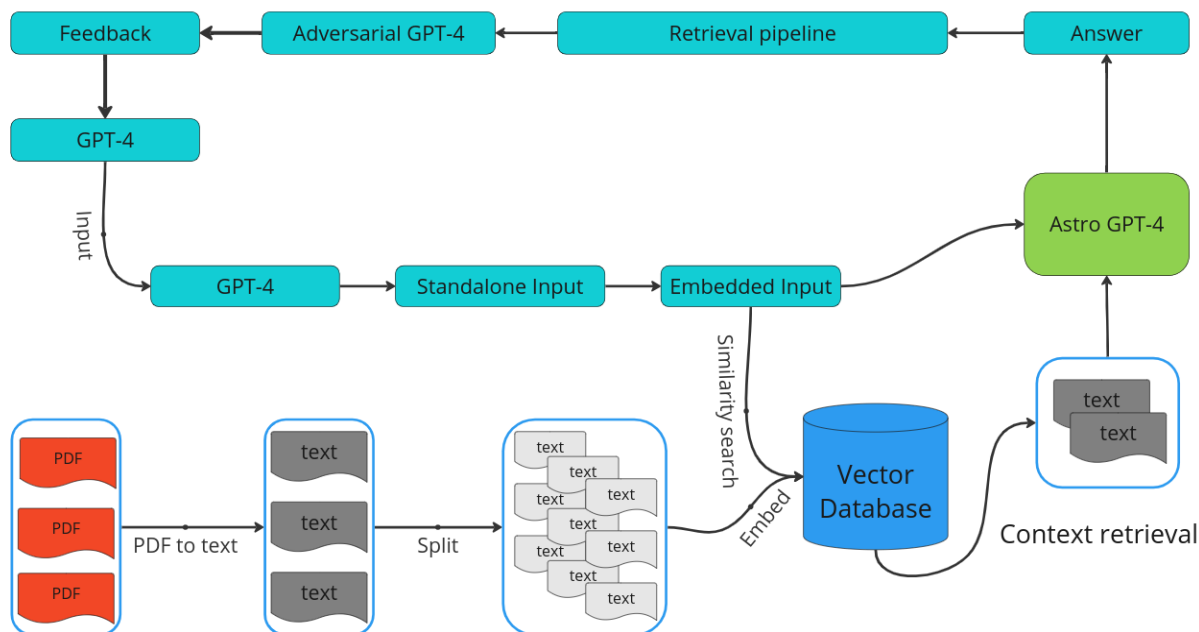 Feedback
Adversarial GPT-4
Retrieval pipeline
Answer
GPT-4
Input
Astro GPT-4
GPT-4
Standalone Input
Embedded Input
Similarity search
PDF
PDF
PDF
PDF to text
text
text
text
Split
text
text
text
text
text
text
text
text
text
Embed
Vector
Database
text
text
Context retrieval